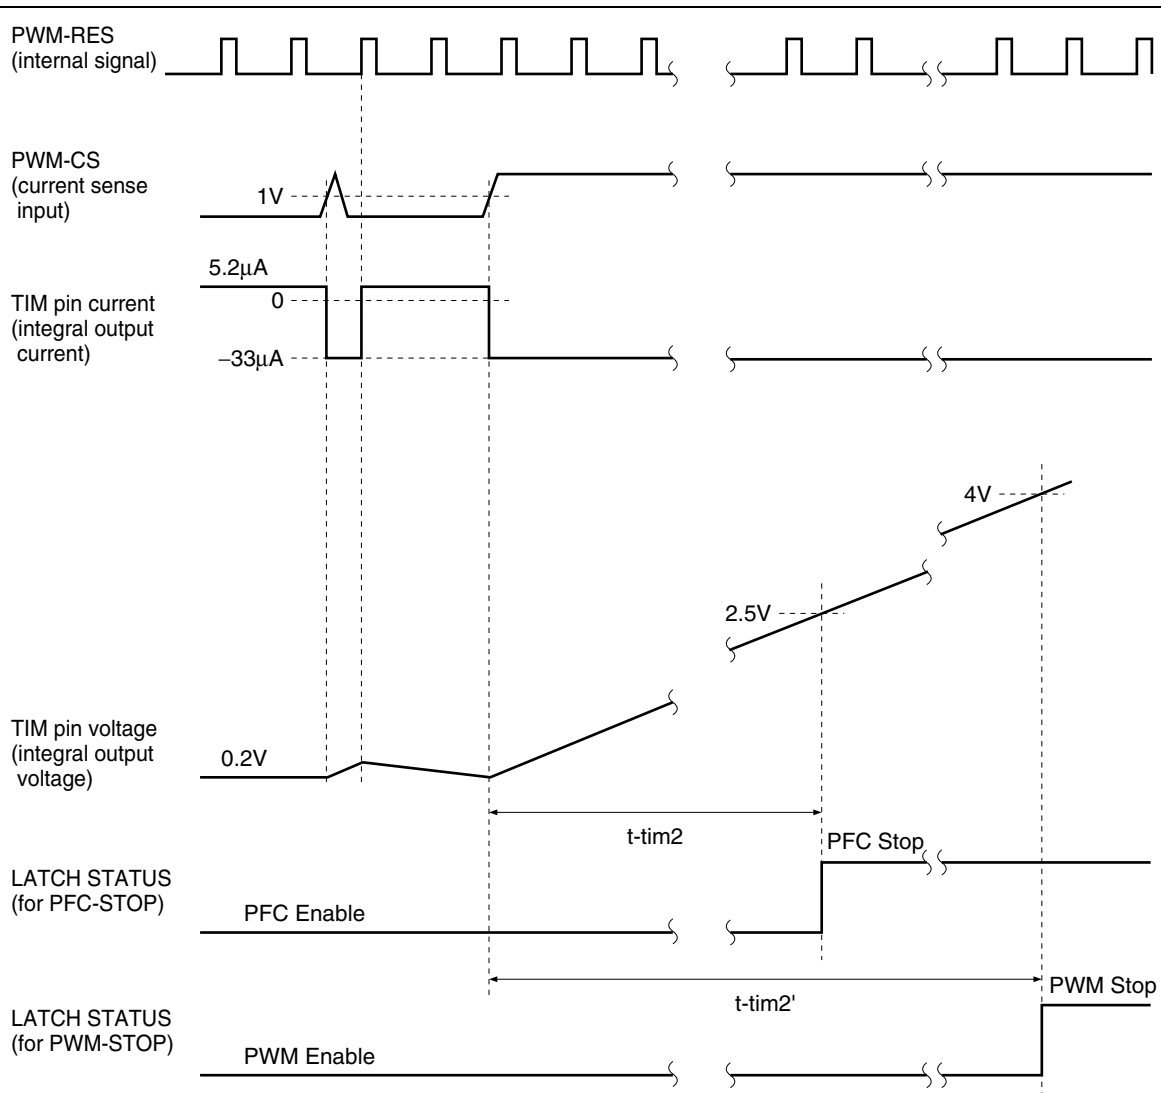 PWM-RES
(internal signal)
PWM-CS
(current sense
input)
1V
5.2μA
0
TIM pin current
(integral output
current)
−33μA
4V
2.5V
TIM pin voltage
(integral output
voltage)
0.2V
t-tim2
PFC Stop
LATCH STATUS
(for PFC-STOP)
PFC Enable
t-tim2'
PWM Stop
LATCH STATUS
(for PWM-STOP)
PWM Enable